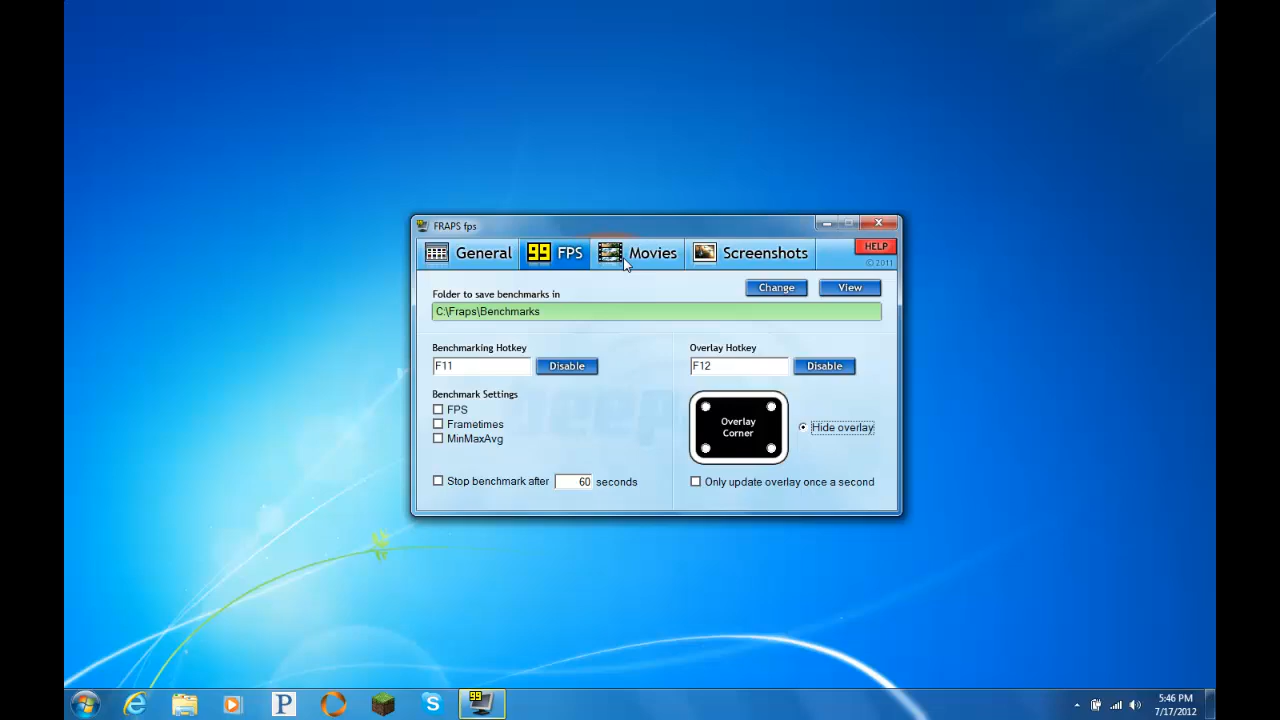 FRAPS fps
General
99 FPS
Movies
Screenshots
HELP
© 2011
Folder to save benchmarks in
Change
View
C:\Fraps\Benchmarks
Benchmarking Hotkey
F11
Disable
Benchmark Settings
FPS
Frametimes
MinMaxAvg
Stop benchmark after 60 seconds
Overlay Hotkey
F12
Disable
Overlay
Corner
Hide overlay
Only update overlay once a second
P
99
5:46 PM
7/17/2012